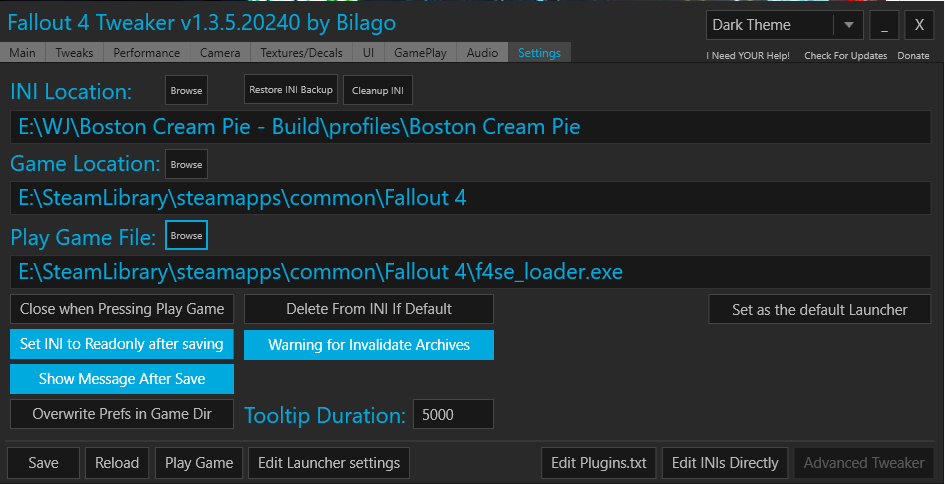 Fallout 4 Tweaker v1.3.5.20240 by Bilago
Dark Theme _ X
I Need YOUR Help! Check For Updates Donate
Main Tweaks Performance Camera Textures/Decals UI GamePlay Audio Settings
INI Location: Browse Restore INI Backup Cleanup INI
E:\WJ\Boston Cream Pie - Build\profiles\Boston Cream Pie
Game Location: Browse
E:\SteamLibrary\steamapps\common\Fallout 4
Play Game File: Browse
E:\SteamLibrary\steamapps\common\Fallout 4\f4se_loader.exe
Close when Pressing Play Game Delete From INI If Default Set as the default Launcher
Set INI to Readonly after saving Warning for Invalidate Archives
Show Message After Save
Overwrite Prefs in Game Dir Tooltip Duration: 5000
Save Reload Play Game Edit Launcher settings Edit Plugins.txt Edit INIs Directly Advanced Tweaker